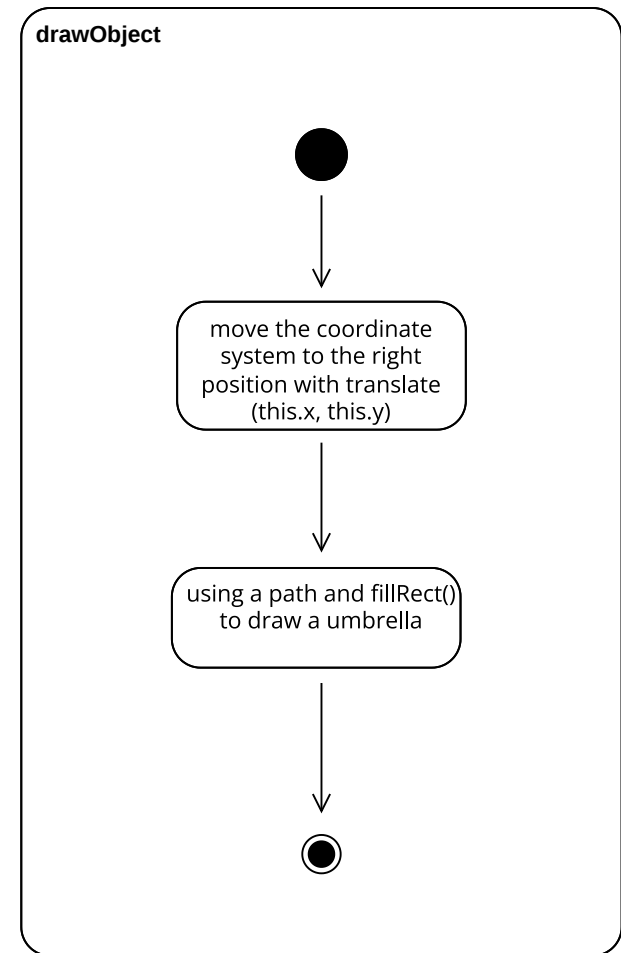 drawObject
move the coordinate
system to the right
position with translate
(this.x, this.y)
using a path and fillRect()
to draw a umbrella